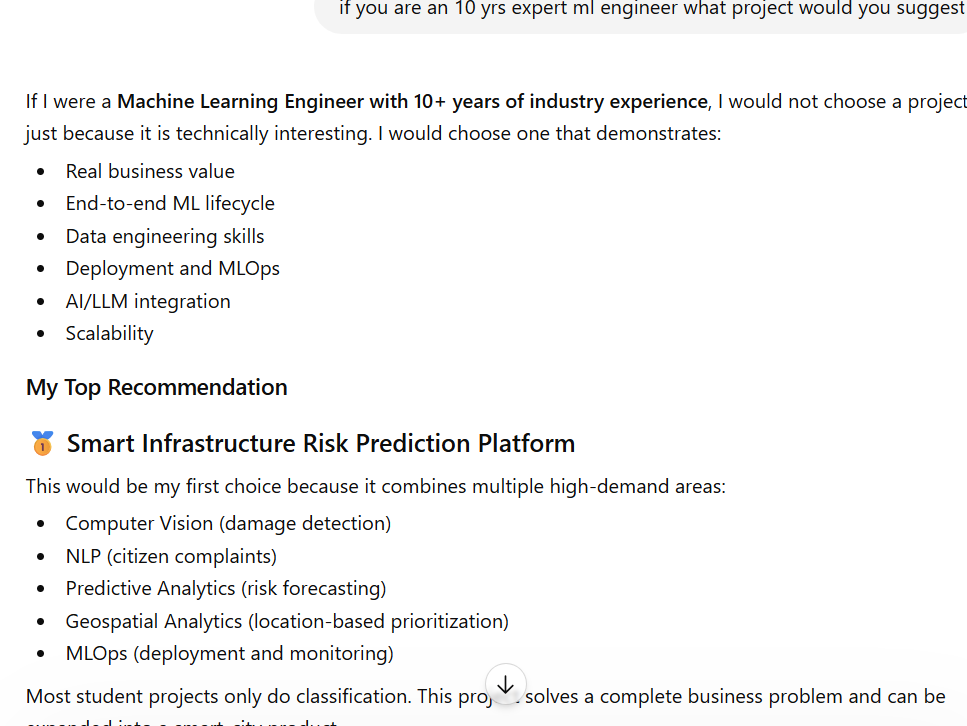 if you are an 10 yrs expert ml engineer what project would you suggest
If I were a Machine Learning Engineer with 10+ years of industry experience, I would not choose a project
just because it is technically interesting. I would choose one that demonstrates:
• Real business value
• End-to-end ML lifecycle
• Data engineering skills
• Deployment and MLOps
• AI/LLM integration
• Scalability
My Top Recommendation
🥇 Smart Infrastructure Risk Prediction Platform
This would be my first choice because it combines multiple high-demand areas:
• Computer Vision (damage detection)
• NLP (citizen complaints)
• Predictive Analytics (risk forecasting)
• Geospatial Analytics (location-based prioritization)
• MLOps (deployment and monitoring)
Most student projects only do classification. This solves a complete business problem and can be